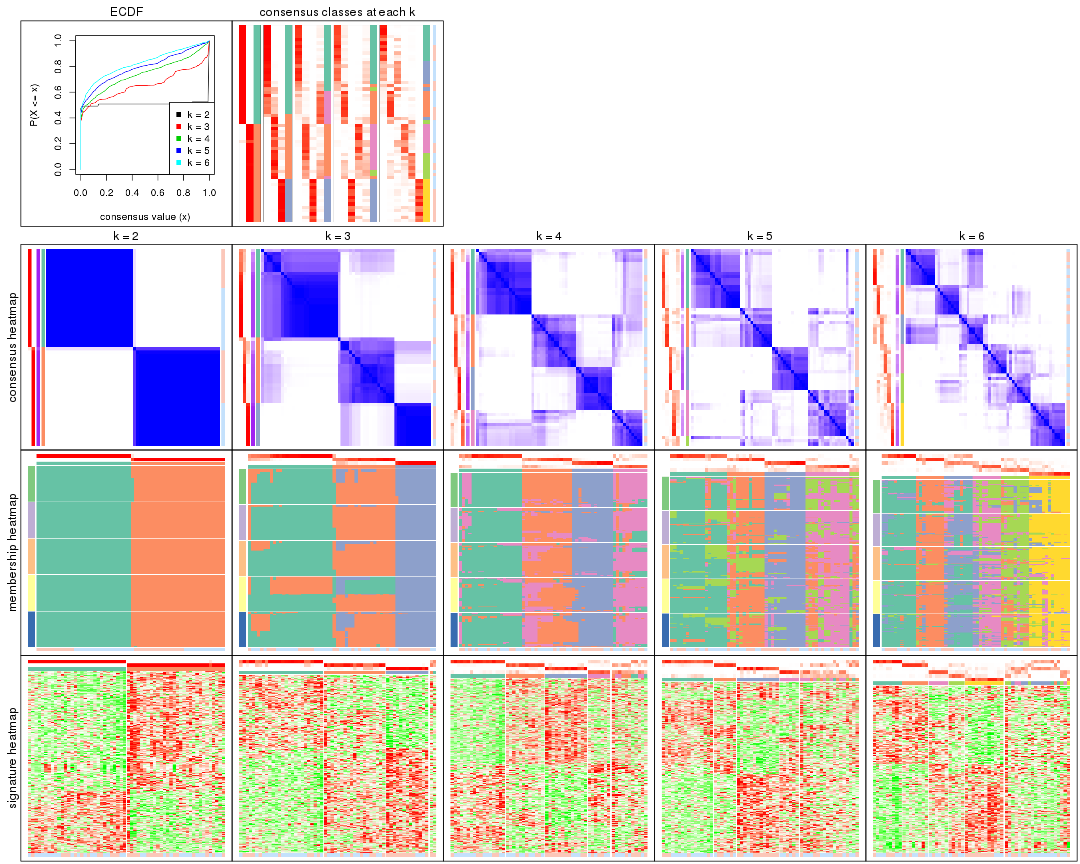 ECDF
consensus classes at each k
P(X <= x)
0.0
0.2
0.4
0.6
0.8
1.0
k = 2
k = 3
k = 4
k = 5
k = 6
0.0 0.2 0.4 0.6 0.8 1.0
consensus value (x)
k = 2
k = 3
k = 4
k = 5
k = 6
consensus heatmap
membership heatmap
signature heatmap